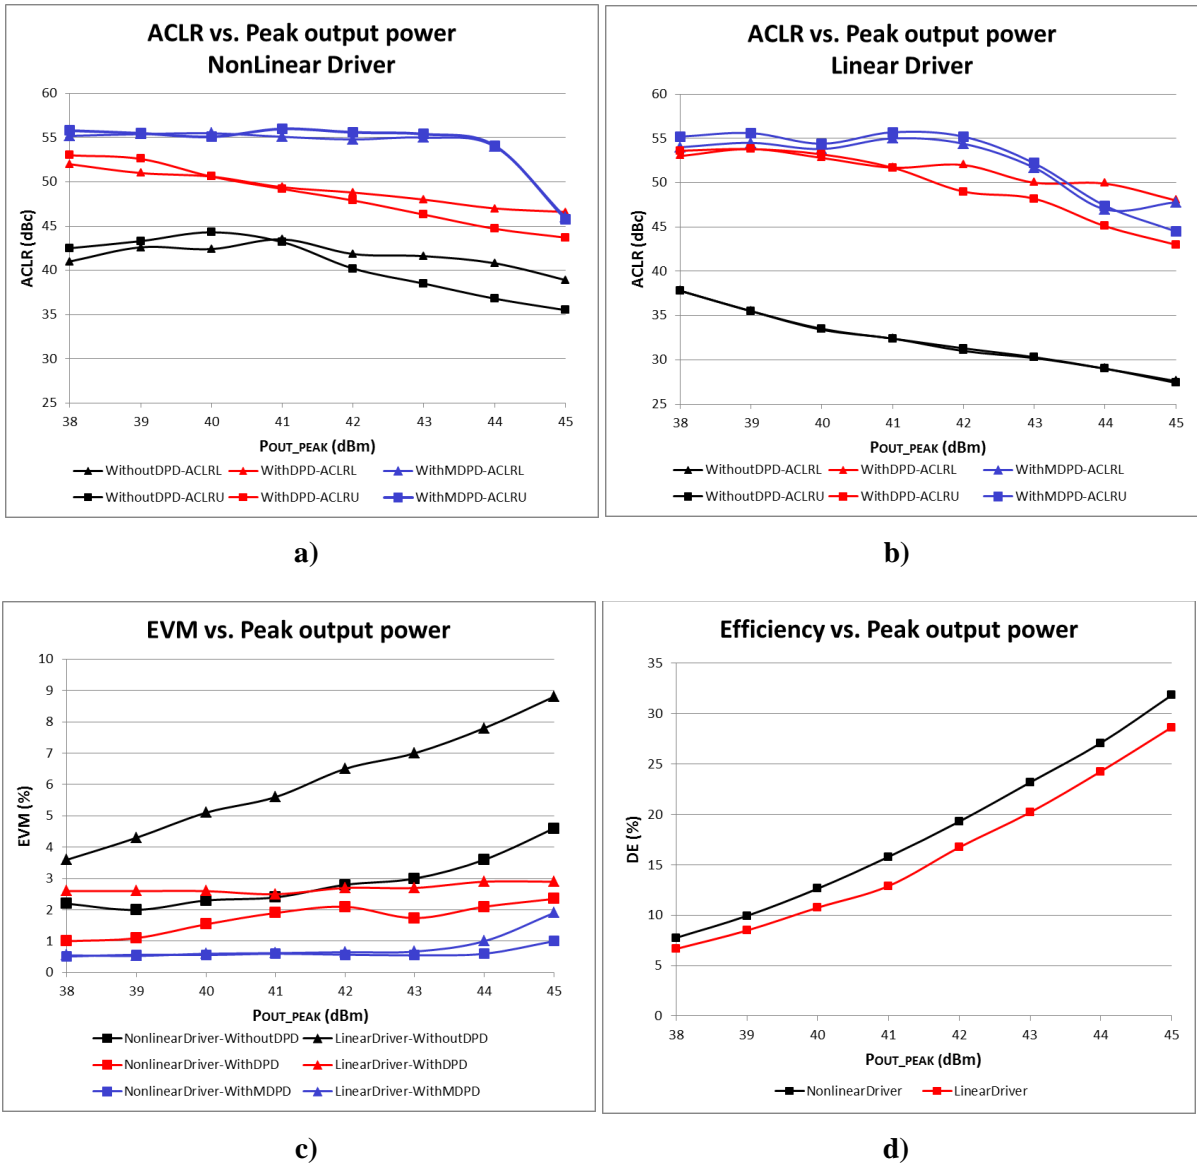 ACLR vs. Peak output power
NonLinear Driver
60
55
50
45
40
35
30
25
ACLR (dBc)
38 39 40 41 42 43 44 45
POUT_PEAK (dBm)
WithoutDPD-ACLRL WithDPD-ACLRL WithMDPD-ACLRL
WithoutDPD-ACLRU WithDPD-ACLRU WithMDPD-ACLRU
a)
ACLR vs. Peak output power
Linear Driver
60
55
50
45
40
35
30
25
ACLR (dBc)
38 39 40 41 42 43 44 45
POUT_PEAK (dBm)
WithoutDPD-ACLRL WithDPD-ACLRL WithMDPD-ACLRL
WithoutDPD-ACLRU WithDPD-ACLRU WithMDPD-ACLRU
b)
EVM vs. Peak output power
10
9
8
7
6
5
4
3
2
1
0
EVM (%)
38 39 40 41 42 43 44 45
POUT_PEAK (dBm)
NonlinearDriver-WithoutDPD LinearDriver-WithoutDPD
NonlinearDriver-WithDPD LinearDriver-WithDPD
NonlinearDriver-WithMDPD LinearDriver-WithMDPD
c)
Efficiency vs. Peak output power
35
30
25
20
15
10
5
0
DE (%)
38 39 40 41 42 43 44 45
POUT_PEAK (dBm)
NonlinearDriver LinearDriver
d)